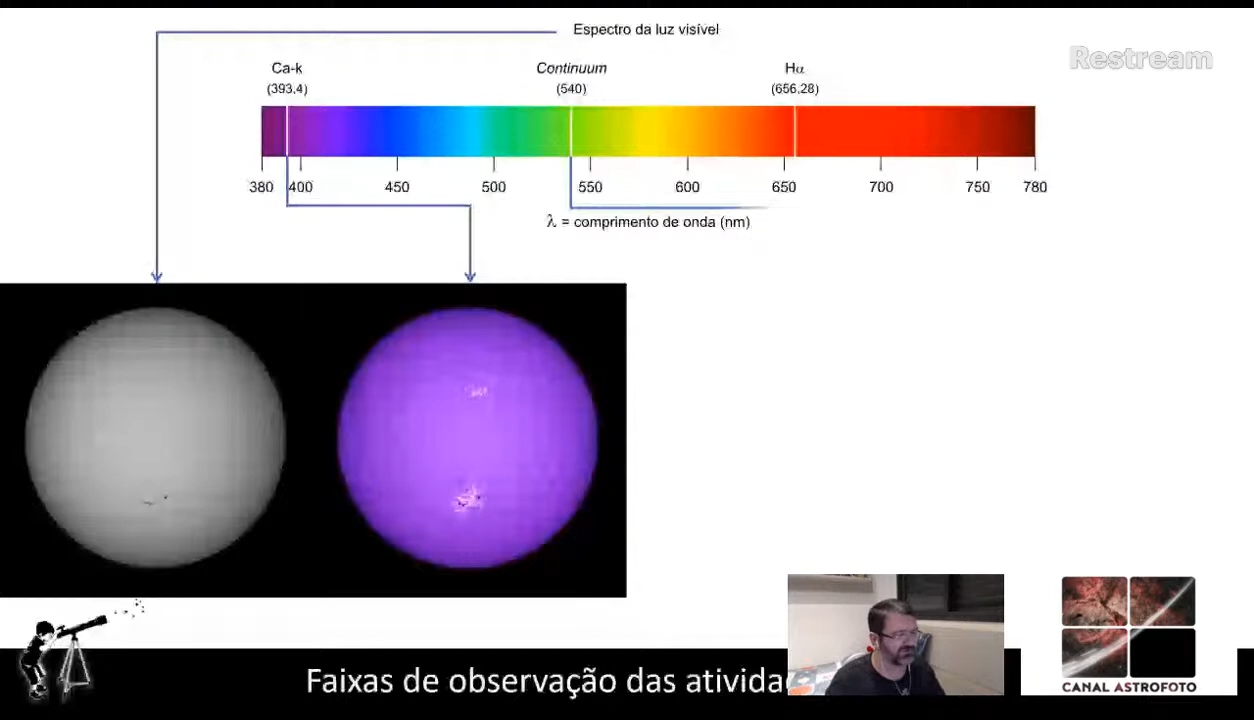 Espectro da luz visível
Restream
Ca-k
(393,4)
Continuum
(540)
Hα
(656,28)
380 400 450 500 550 600 650 700 750 780
λ = comprimento de onda (nm)
Faixas de observação das
CANAL ASTROFOTO